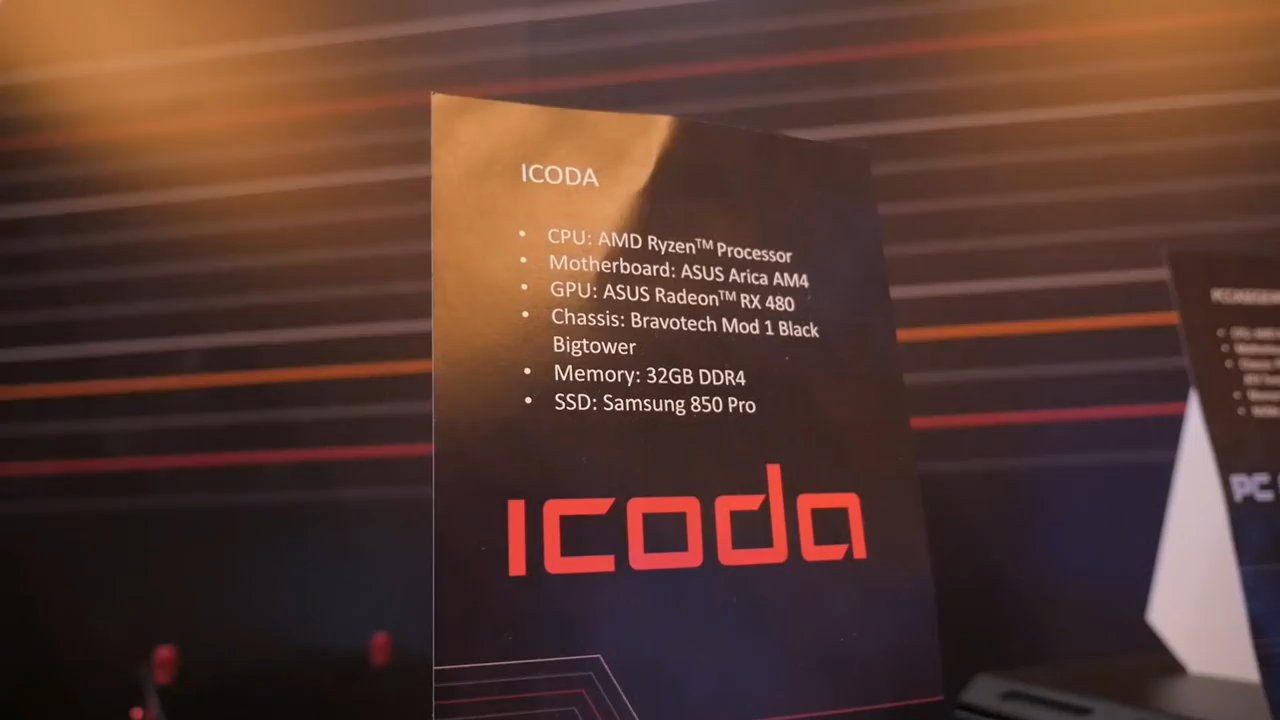 ICODA
• CPU: AMD Ryzen™ Processor
• Motherboard: ASUS Arica AM4
• GPU: ASUS Radeon™ RX 480
• Chassis: Bravotech Mod 1 Black
Bigtower
• Memory: 32GB DDR4
• SSD: Samsung 850 Pro
ICODA
PC